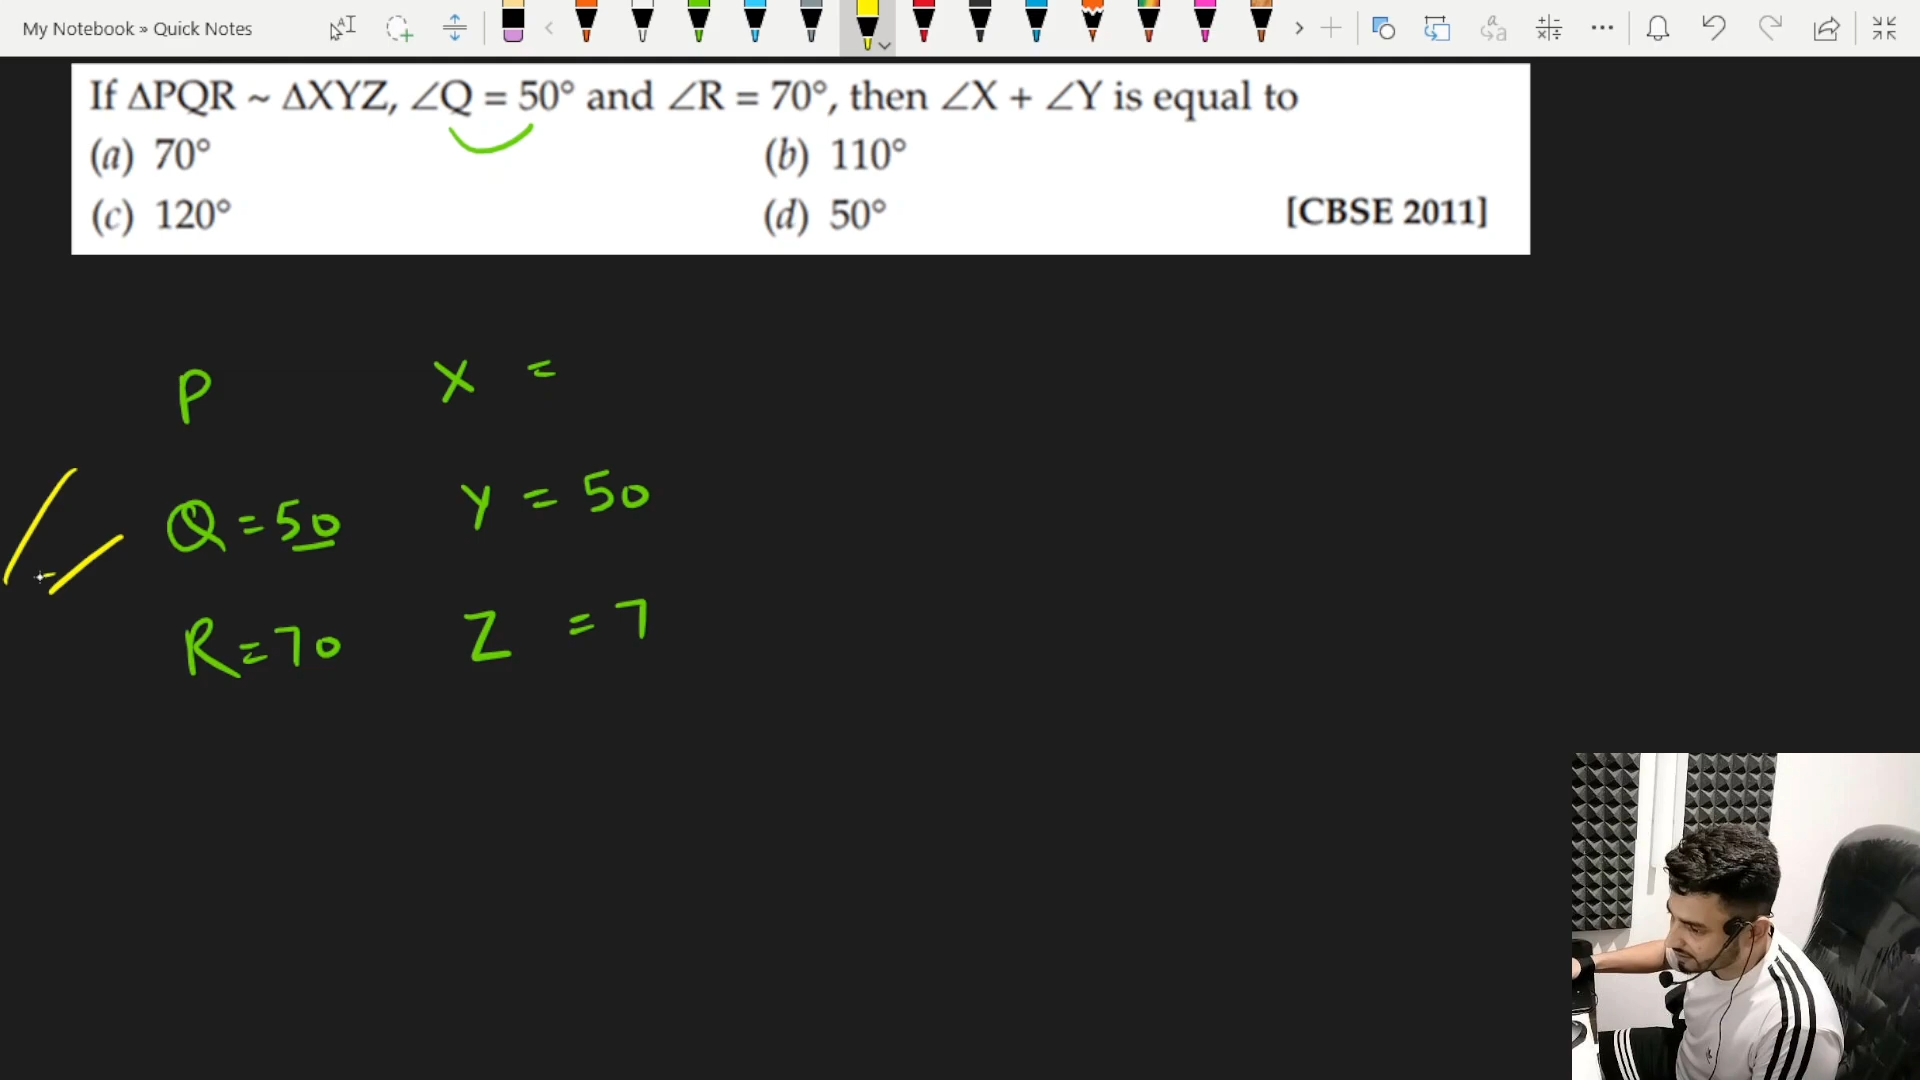 My Notebook » Quick Notes
If ΔPQR ~ ΔXYZ, ∠Q = 50° and ∠R = 70°, then ∠X + ∠Y is equal to
(a) 70° (b) 110°
(c) 120° (d) 50° [CBSE 2011]
P X =
Q = 50 Y = 50
R = 70 Z = 7